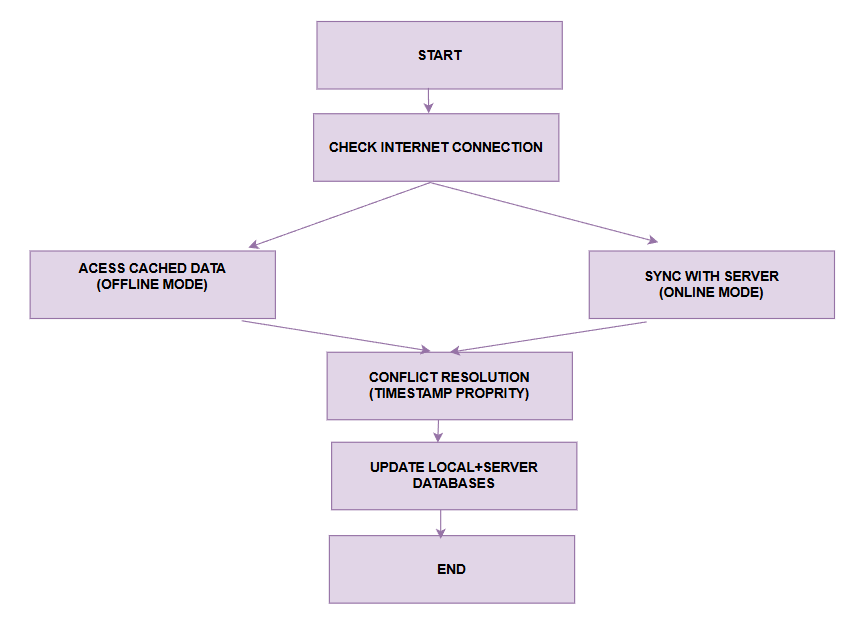 START
CHECK INTERNET CONNECTION
ACESS CACHED DATA
(OFFLINE MODE)
SYNC WITH SERVER
(ONLINE MODE)
CONFLICT RESOLUTION
(TIMESTAMP PROPRITY)
UPDATE LOCAL+SERVER
DATABASES
END